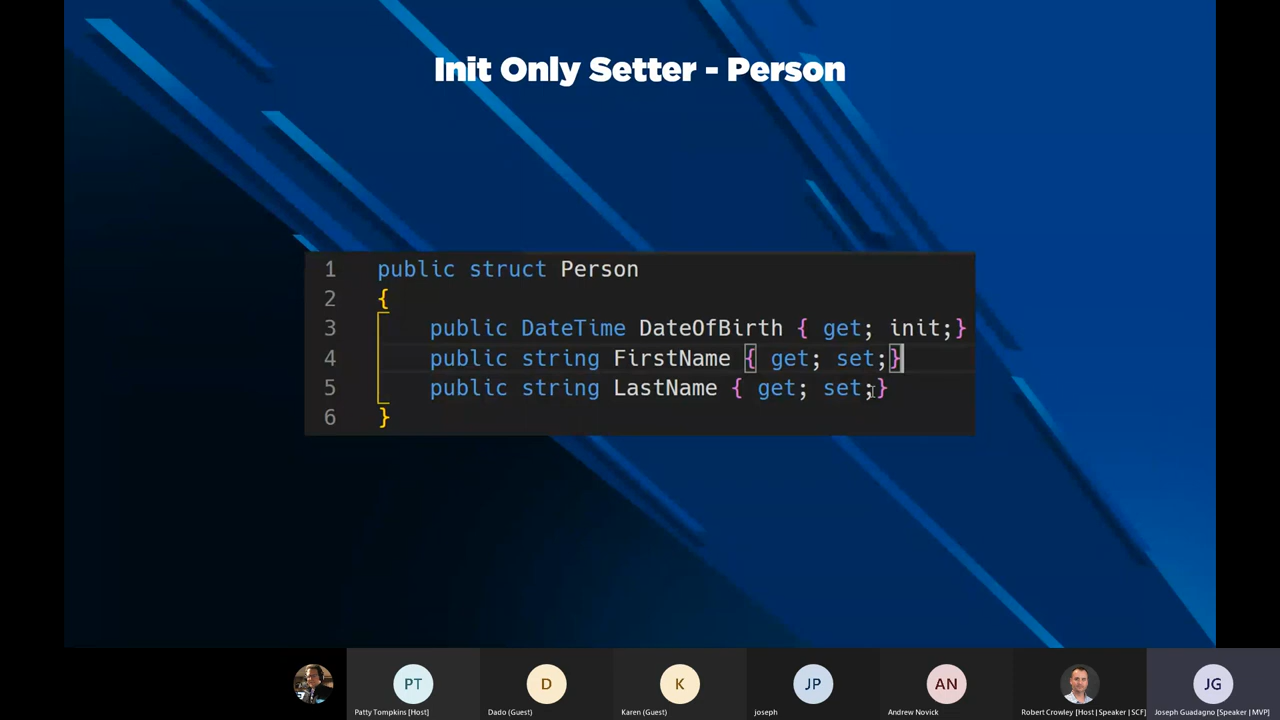 Init Only Setter - Person
1 public struct Person
2 {
3 public DateTime DateOfBirth { get; init;}
4 public string FirstName { get; set;}
5 public string LastName { get; set;}
6 }
PT
D
K
JP
AN
JG
Patty Tompkins [Host]
Dado (Guest)
Karen (Guest)
joseph
Andrew Novick
Robert Crowley [Host | Speaker | SCF]
Joseph Guadagno [Speaker | MVP]